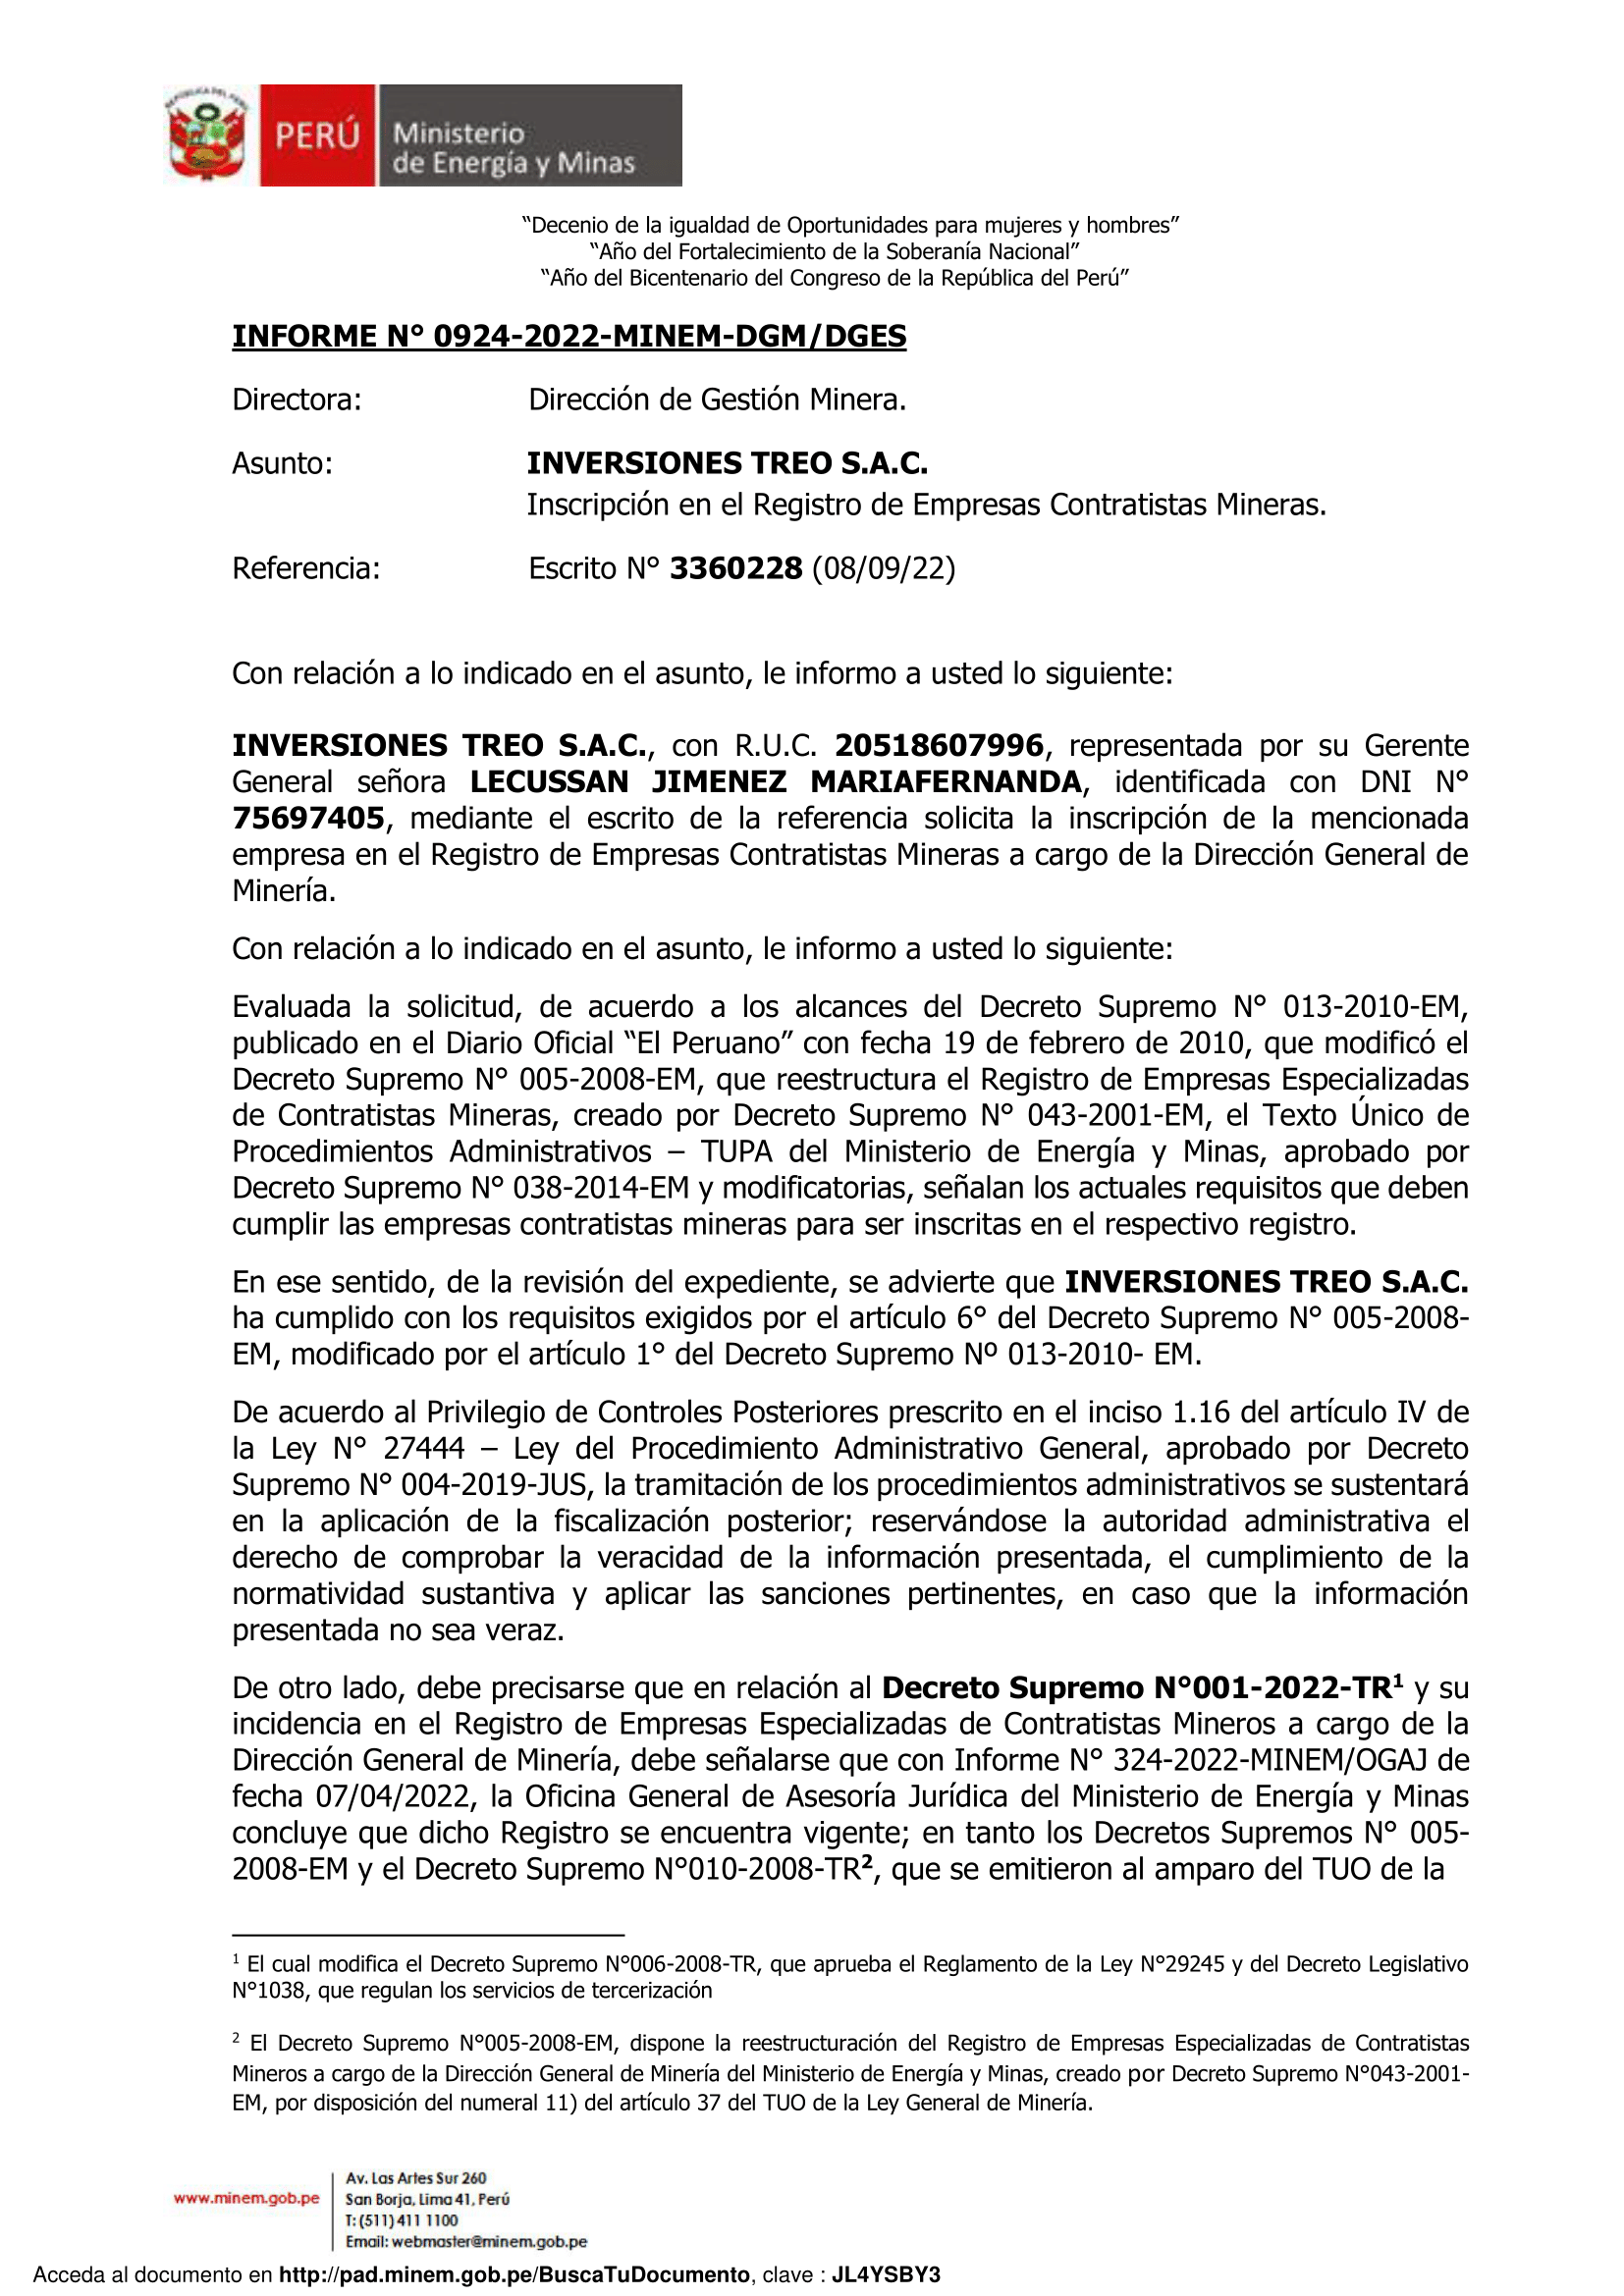 REPÚBLICA DEL PERÚ
PERÚ
Ministerio
de Energía y Minas
“Decenio de la igualdad de Oportunidades para mujeres y hombres”
“Año del Fortalecimiento de la Soberanía Nacional”
“Año del Bicentenario del Congreso de la República del Perú”
INFORME N° 0924-2022-MINEM-DGM/DGES
Directora: Dirección de Gestión Minera.
Asunto: INVERSIONES TREO S.A.C.
Inscripción en el Registro de Empresas Contratistas Mineras.
Referencia: Escrito N° 3360228 (08/09/22)
Con relación a lo indicado en el asunto, le informo a usted lo siguiente:
INVERSIONES TREO S.A.C., con R.U.C. 20518607996, representada por su Gerente
General señora LECUSSAN JIMENEZ MARIAFERNANDA, identificada con DNI N°
75697405, mediante el escrito de la referencia solicita la inscripción de la mencionada
empresa en el Registro de Empresas Contratistas Mineras a cargo de la Dirección General de
Minería.
Con relación a lo indicado en el asunto, le informo a usted lo siguiente:
Evaluada la solicitud, de acuerdo a los alcances del Decreto Supremo N° 013-2010-EM,
publicado en el Diario Oficial “El Peruano” con fecha 19 de febrero de 2010, que modificó el
Decreto Supremo N° 005-2008-EM, que reestructura el Registro de Empresas Especializadas
de Contratistas Mineras, creado por Decreto Supremo N° 043-2001-EM, el Texto Único de
Procedimientos Administrativos – TUPA del Ministerio de Energía y Minas, aprobado por
Decreto Supremo N° 038-2014-EM y modificatorias, señalan los actuales requisitos que deben
cumplir las empresas contratistas mineras para ser inscritas en el respectivo registro.
En ese sentido, de la revisión del expediente, se advierte que INVERSIONES TREO S.A.C.
ha cumplido con los requisitos exigidos por el artículo 6° del Decreto Supremo N° 005-2008-
EM, modificado por el artículo 1° del Decreto Supremo Nº 013-2010- EM.
De acuerdo al Privilegio de Controles Posteriores prescrito en el inciso 1.16 del artículo IV de
la Ley N° 27444 – Ley del Procedimiento Administrativo General, aprobado por Decreto
Supremo N° 004-2019-JUS, la tramitación de los procedimientos administrativos se sustentará
en la aplicación de la fiscalización posterior; reservándose la autoridad administrativa el
derecho de comprobar la veracidad de la información presentada, el cumplimiento de la
normatividad sustantiva y aplicar las sanciones pertinentes, en caso que la información
presentada no sea veraz.
De otro lado, debe precisarse que en relación al Decreto Supremo N°001-2022-TR¹ y su
incidencia en el Registro de Empresas Especializadas de Contratistas Mineros a cargo de la
Dirección General de Minería, debe señalarse que con Informe N° 324-2022-MINEM/OGAJ de
fecha 07/04/2022, la Oficina General de Asesoría Jurídica del Ministerio de Energía y Minas
concluye que dicho Registro se encuentra vigente; en tanto los Decretos Supremos N° 005-
2008-EM y el Decreto Supremo N°010-2008-TR², que se emitieron al amparo del TUO de la
¹ El cual modifica el Decreto Supremo N°006-2008-TR, que aprueba el Reglamento de la Ley N°29245 y del Decreto Legislativo
N°1038, que regulan los servicios de tercerización
² El Decreto Supremo N°005-2008-EM, dispone la reestructuración del Registro de Empresas Especializadas de Contratistas
Mineros a cargo de la Dirección General de Minería del Ministerio de Energía y Minas, creado por Decreto Supremo N°043-2001-
EM, por disposición del numeral 11) del artículo 37 del TUO de la Ley General de Minería.
www.minem.gob.pe
Av. Las Artes Sur 260
San Borja, Lima 41, Perú
T: (511) 411 1100
Email: webmaster@minem.gob.pe
Acceda al documento en http://pad.minem.gob.pe/BuscaTuDocumento, clave : JL4YSBY3